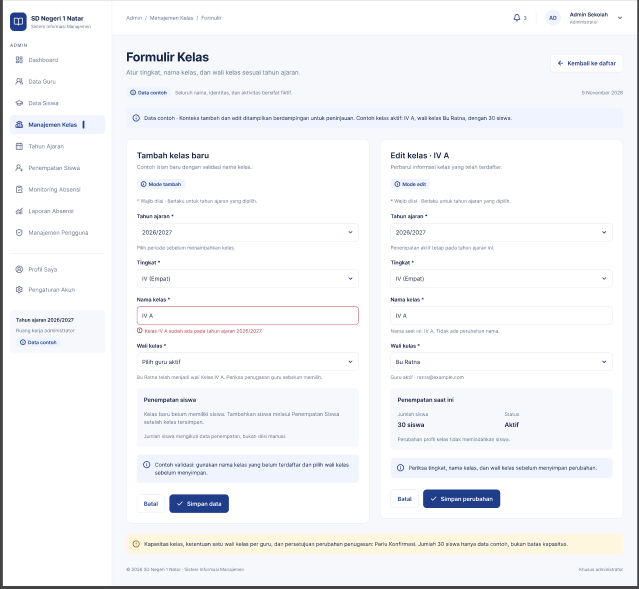 SD Negeri 1 Natar
Sistem Informasi Manajemen
ADMIN
Dashboard
Data Guru
Data Siswa
Manajemen Kelas
Tahun Ajaran
Penempatan Siswa
Monitoring Absensi
Laporan Absensi
Manajemen Pengguna
Profil Saya
Pengaturan Akun
Tahun ajaran 2026/2027
Ruang kerja administrator
Data contoh
Admin / Manajemen Kelas / Formulir
3
AD
Admin Sekolah
Administrator
Formulir Kelas
Atur tingkat, nama kelas, dan wali kelas sesuai tahun ajaran.
Kembali ke daftar
Data contoh
Seluruh nama, identitas, dan aktivitas bersifat fiktif.
9 November 2026
Data contoh · Konteks tambah dan edit ditampilkan berdampingan untuk peninjauan. Contoh kelas aktif: IV A, wali kelas Bu Ratna, dengan 30 siswa.
Tambah kelas baru
Contoh isian baru dengan validasi nama kelas.
Mode tambah
* Wajib diisi · Berlaku untuk tahun ajaran yang dipilih.
Tahun ajaran *
2026/2027
Pilih periode sebelum menambahkan kelas.
Tingkat *
IV (Empat)
Nama kelas *
IV A
Kelas IV A sudah ada pada tahun ajaran 2026/2027.
Wali kelas *
Pilih guru aktif
Bu Ratna telah menjadi wali Kelas IV A. Periksa penugasan guru sebelum memilih.
Penempatan siswa
Kelas baru belum memiliki siswa. Tambahkan siswa melalui Penempatan Siswa
setelah kelas tersimpan.
Jumlah siswa mengikuti data penempatan, bukan diisi manual.
Contoh validasi: gunakan nama kelas yang belum terdaftar dan pilih wali kelas
sebelum menyimpan.
Batal
Simpan data
Edit kelas · IV A
Perbarui informasi kelas yang telah terdaftar.
Mode edit
* Wajib diisi · Berlaku untuk tahun ajaran yang dipilih.
Tahun ajaran *
2026/2027
Penempatan aktif tetap pada tahun ajaran ini.
Tingkat *
IV (Empat)
Nama kelas *
IV A
Nama saat ini: IV A. Tidak ada perubahan nama.
Wali kelas *
Bu Ratna
Guru aktif · ratna@example.com
Penempatan saat ini
Jumlah siswa
Status
30 siswa
Aktif
Perubahan profil kelas tidak memindahkan siswa.
Periksa tingkat, nama kelas, dan wali kelas sebelum menyimpan perubahan.
Batal
Simpan perubahan
Kapasitas kelas, ketentuan satu wali kelas per guru, dan persetujuan perubahan penugasan: Perlu Konfirmasi. Jumlah 30 siswa hanya data contoh, bukan batas kapasitas.
© 2026 SD Negeri 1 Natar · Sistem Informasi Manajemen
Khusus administrator